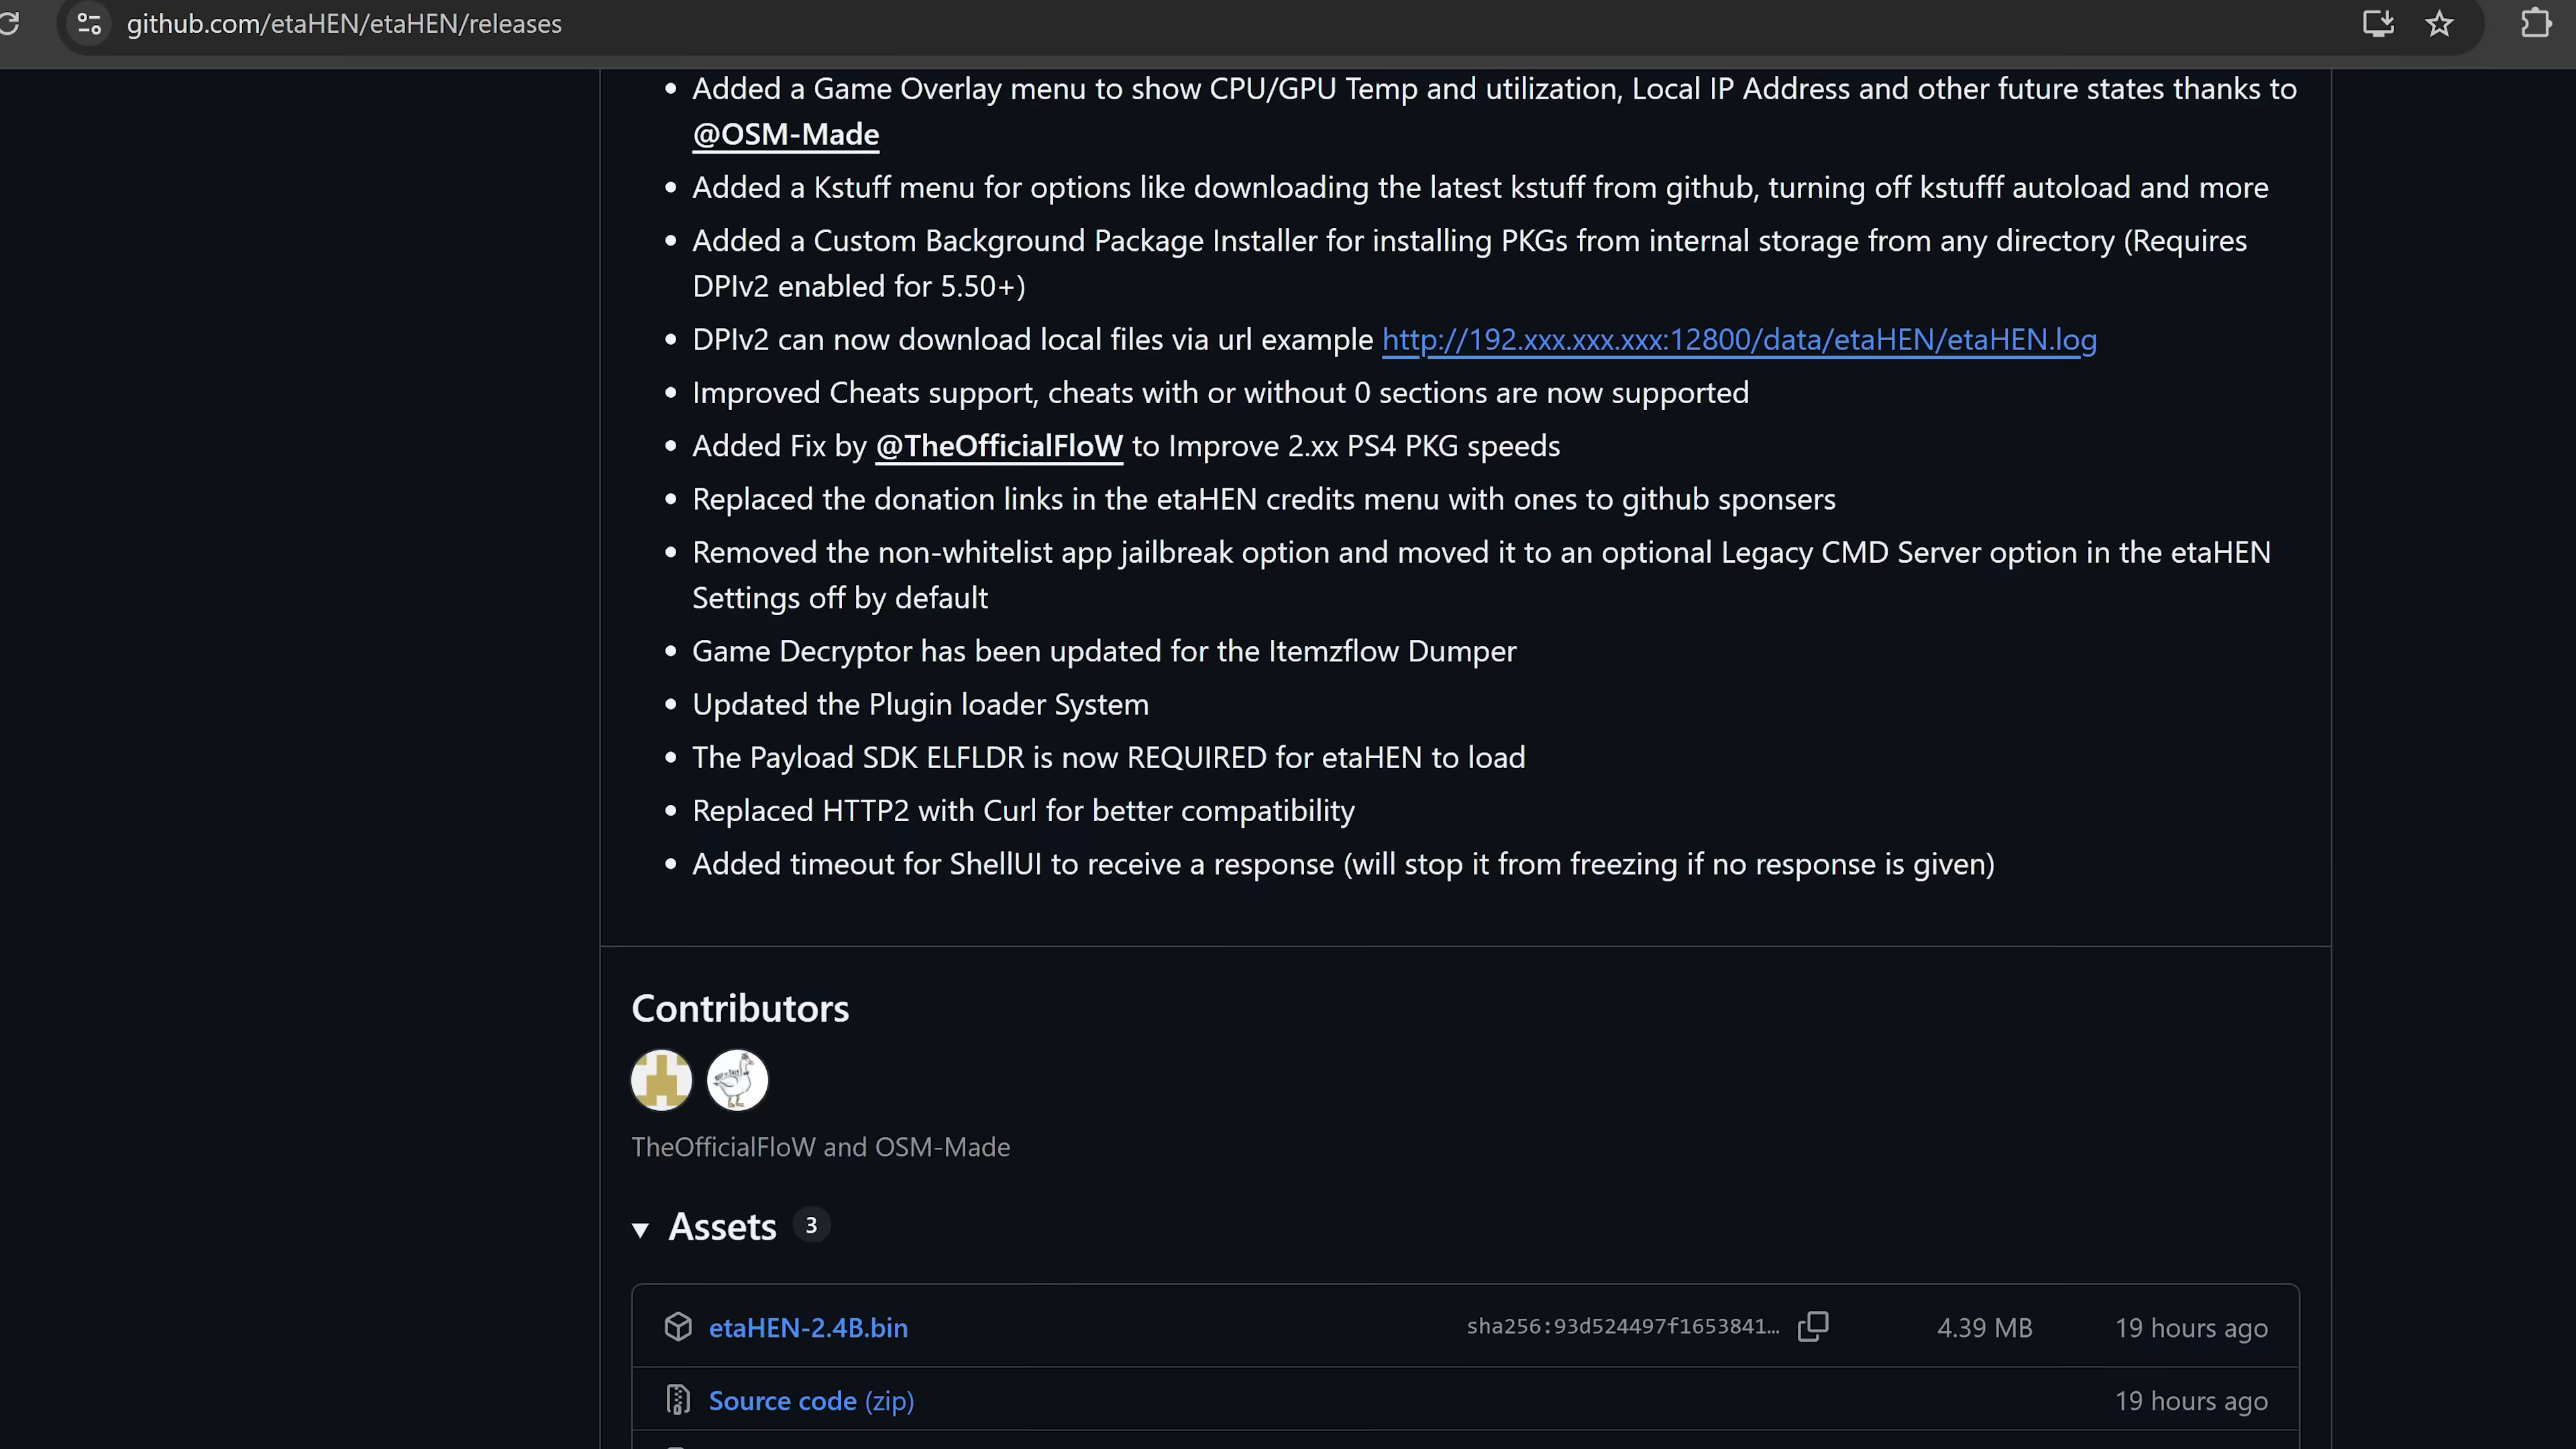 github.com/etaHEN/etaHEN/releases
Added a Game Overlay menu to show CPU/GPU Temp and utilization, Local IP Address and other future states thanks to
@OSM-Made
Added a Kstuff menu for options like downloading the latest kstuff from github, turning off kstufff autoload and more
Added a Custom Background Package Installer for installing PKGs from internal storage from any directory (Requires
DPIv2 enabled for 5.50+)
DPIv2 can now download local files via url example http://192.xxx.xxx.xxx:12800/data/etaHEN/etaHEN.log
Improved Cheats support, cheats with or without 0 sections are now supported
Added Fix by @TheOfficialFloW to Improve 2.xx PS4 PKG speeds
Replaced the donation links in the etaHEN credits menu with ones to github sponsers
Removed the non-whitelist app jailbreak option and moved it to an optional Legacy CMD Server option in the etaHEN
Settings off by default
Game Decryptor has been updated for the Itemzflow Dumper
Updated the Plugin loader System
The Payload SDK ELFLDR is now REQUIRED for etaHEN to load
Replaced HTTP2 with Curl for better compatibility
Added timeout for ShellUI to receive a response (will stop it from freezing if no response is given)
Contributors
TheOfficialFloW and OSM-Made
Assets 3
etaHEN-2.4B.bin sha256:93d524497f1653841… 4.39 MB 19 hours ago
Source code (zip) 19 hours ago